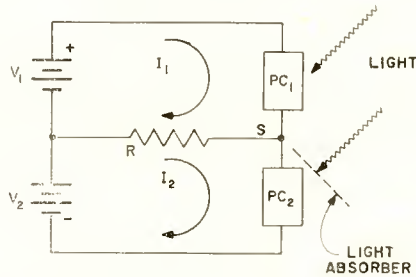 +
V₁
I₁
PC₁
LIGHT
R
S
V₂
I₂
PC₂
LIGHT
ABSORBER